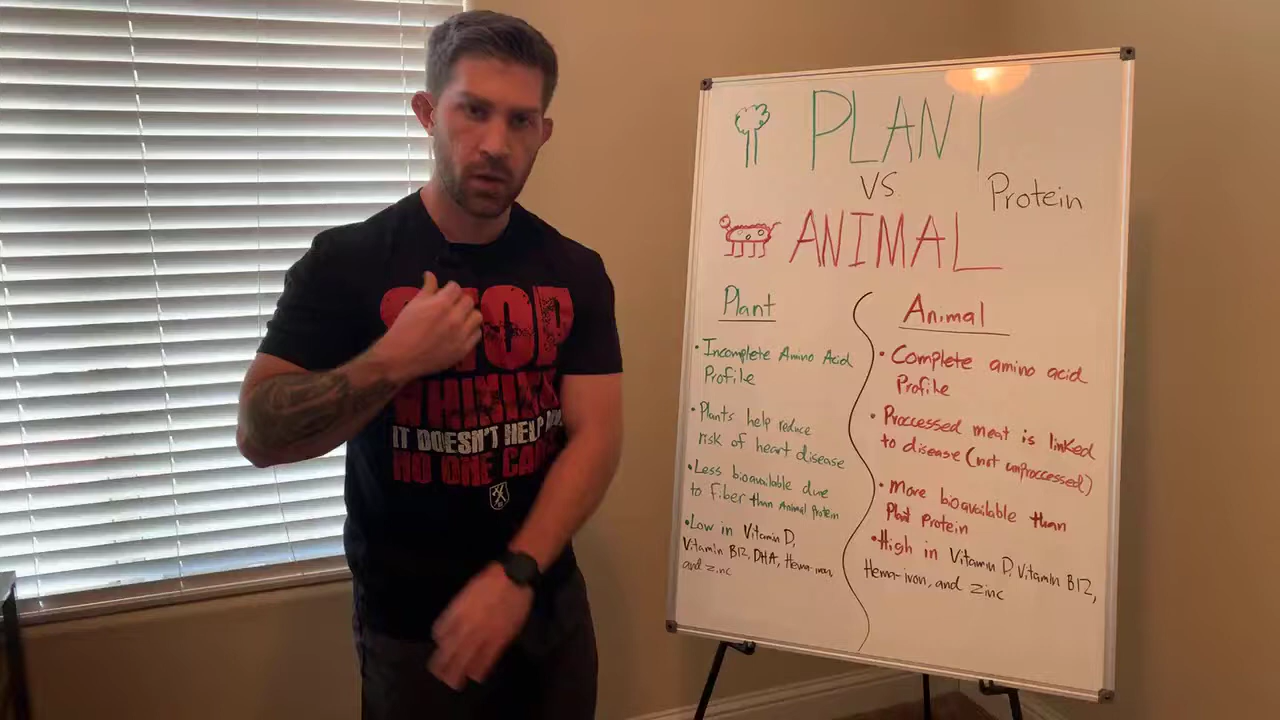 PLANT
VS.
Protein
ANIMAL
Plant
• Incomplete Amino Acid
Profile
• Plants help reduce
risk of heart disease
• Less bioavailable due
to fiber than Animal protein
• Low in Vitamin D,
Vitamin B12, DHA, Heme-iron,
and zinc
Animal
• Complete amino acid
Profile
• Proccessed meat is linked
to disease (not unproccessed)
• More bioavailable than
Plant Protein
• High in Vitamin D, Vitamin B12,
Heme-iron, and zinc
STOP
WHINING
IT DOESN'T HELP
NO ONE